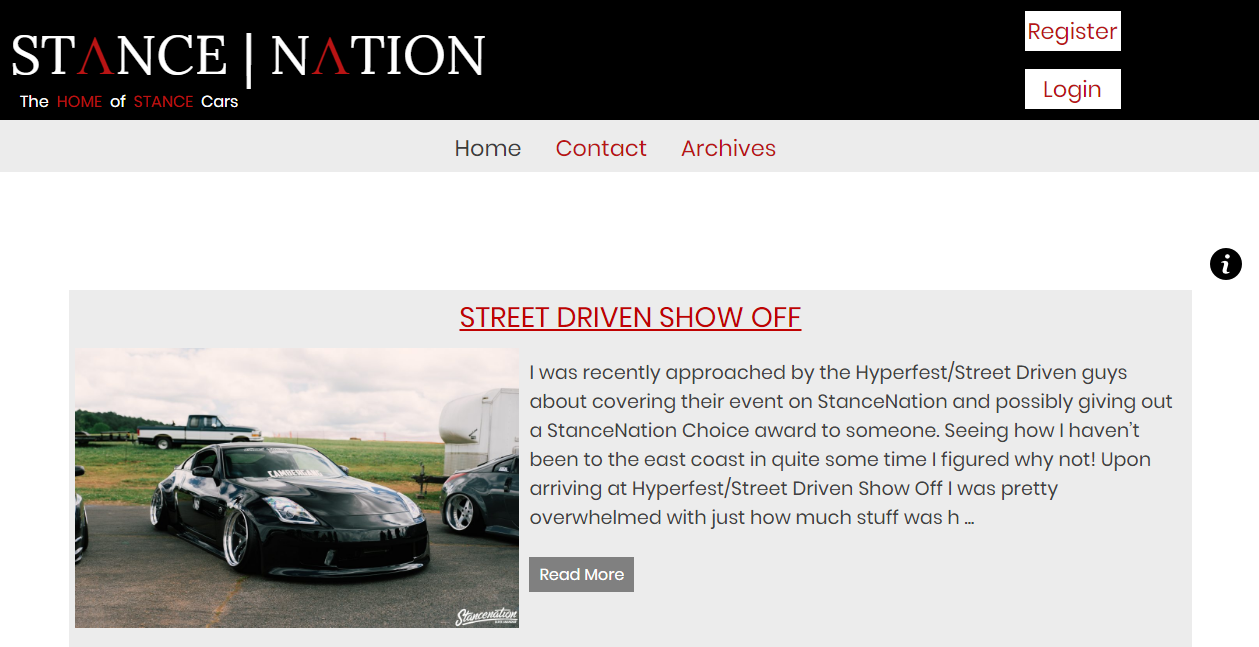 STΛNCE | NΛTION
The HOME of STANCE Cars
Register
Login
Home Contact Archives
i
STREET DRIVEN SHOW OFF
CAMBERGANG
Stancenation
I was recently approached by the Hyperfest/Street Driven guys
about covering their event on StanceNation and possibly giving out
a StanceNation Choice award to someone. Seeing how I haven’t
been to the east coast in quite some time I figured why not! Upon
arriving at Hyperfest/Street Driven Show Off I was pretty
overwhelmed with just how much stuff was h ...
Read More